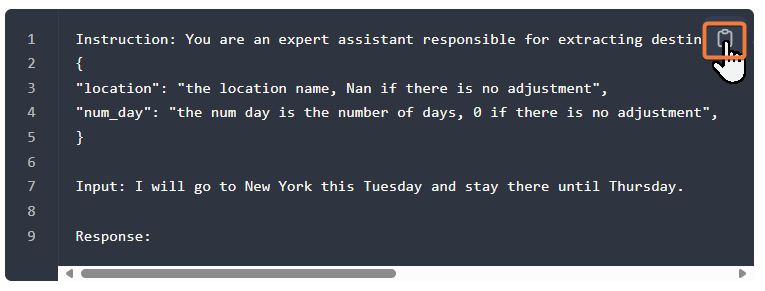 1 Instruction: You are an expert assistant responsible for extracting
2 {
3 "location": "the location name, Nan if there is no adjustment",
4 "num_day": "the num day is the number of days, 0 if there is no adjustment",
5 }
6
7 Input: I will go to New York this Tuesday and stay there until Thursday.
8
9 Response: